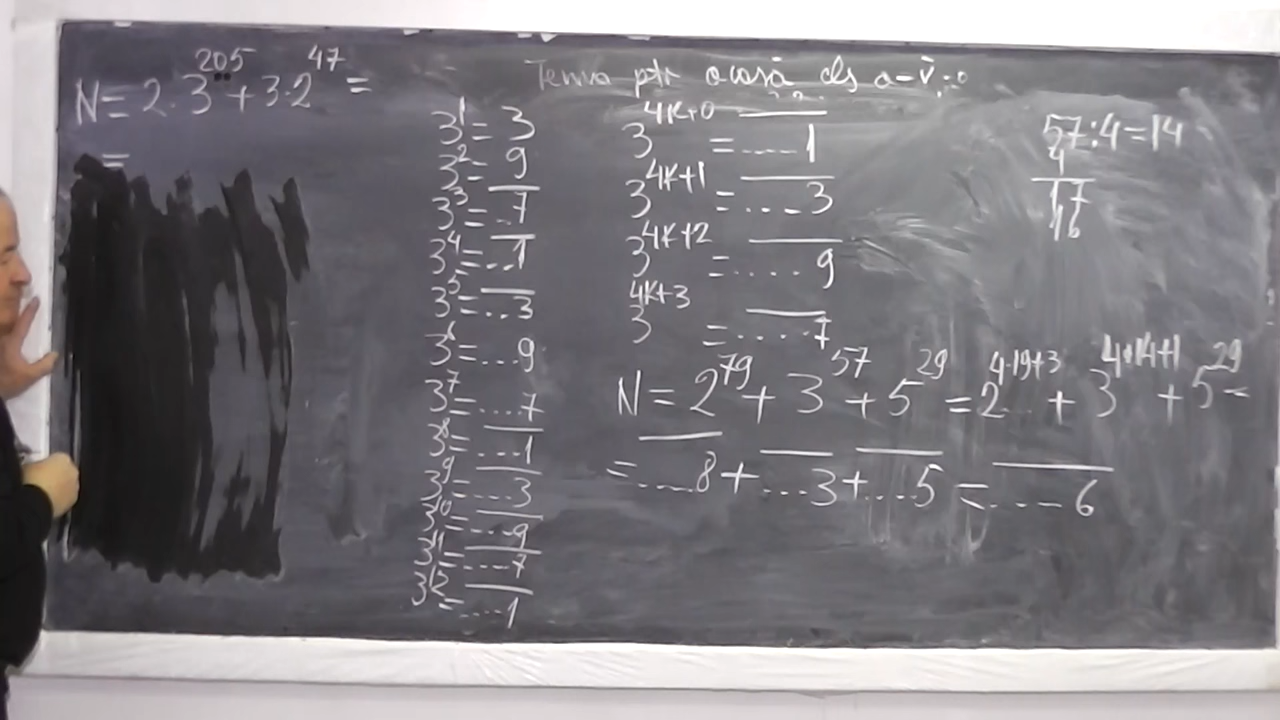 N = 2·3^205 + 3·2^47 =
=
Tema ptr acasă cls a-V-a
3^1 = 3
3^2 = 9
3^3 = ..7
3^4 = ...1
3^5 = ...3
3^6 = ....9
3^7 = ....7
3^8 = ....1
3^9 = ....3
3^10 = ....9
3^11 = .....7
3^12 = ....1
3^4K+0 = .....1
3^4K+1 = ....3
3^4K+2 = ..... 9
3^4K+3 = .....7
57:4=14
4
17
16
N = 2^79 + 3^57 + 5^29 = 2^4·19+3 + 3^4·14+1 + 5^29 =
= ....8 + ...3 + ...5 = .... 6